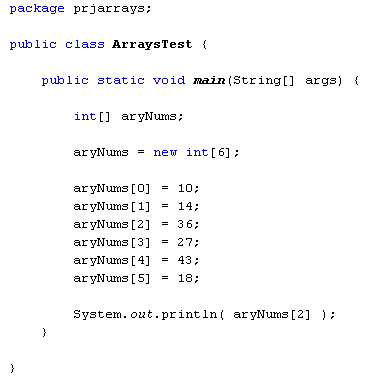 package prjarrays;
public class ArraysTest {
public static void main(String[] args) {
int[] aryNums;
aryNums = new int[6];
aryNums[0] = 10;
aryNums[1] = 14;
aryNums[2] = 36;
aryNums[3] = 27;
aryNums[4] = 43;
aryNums[5] = 18;
System.out.println( aryNums[2] );
}
}